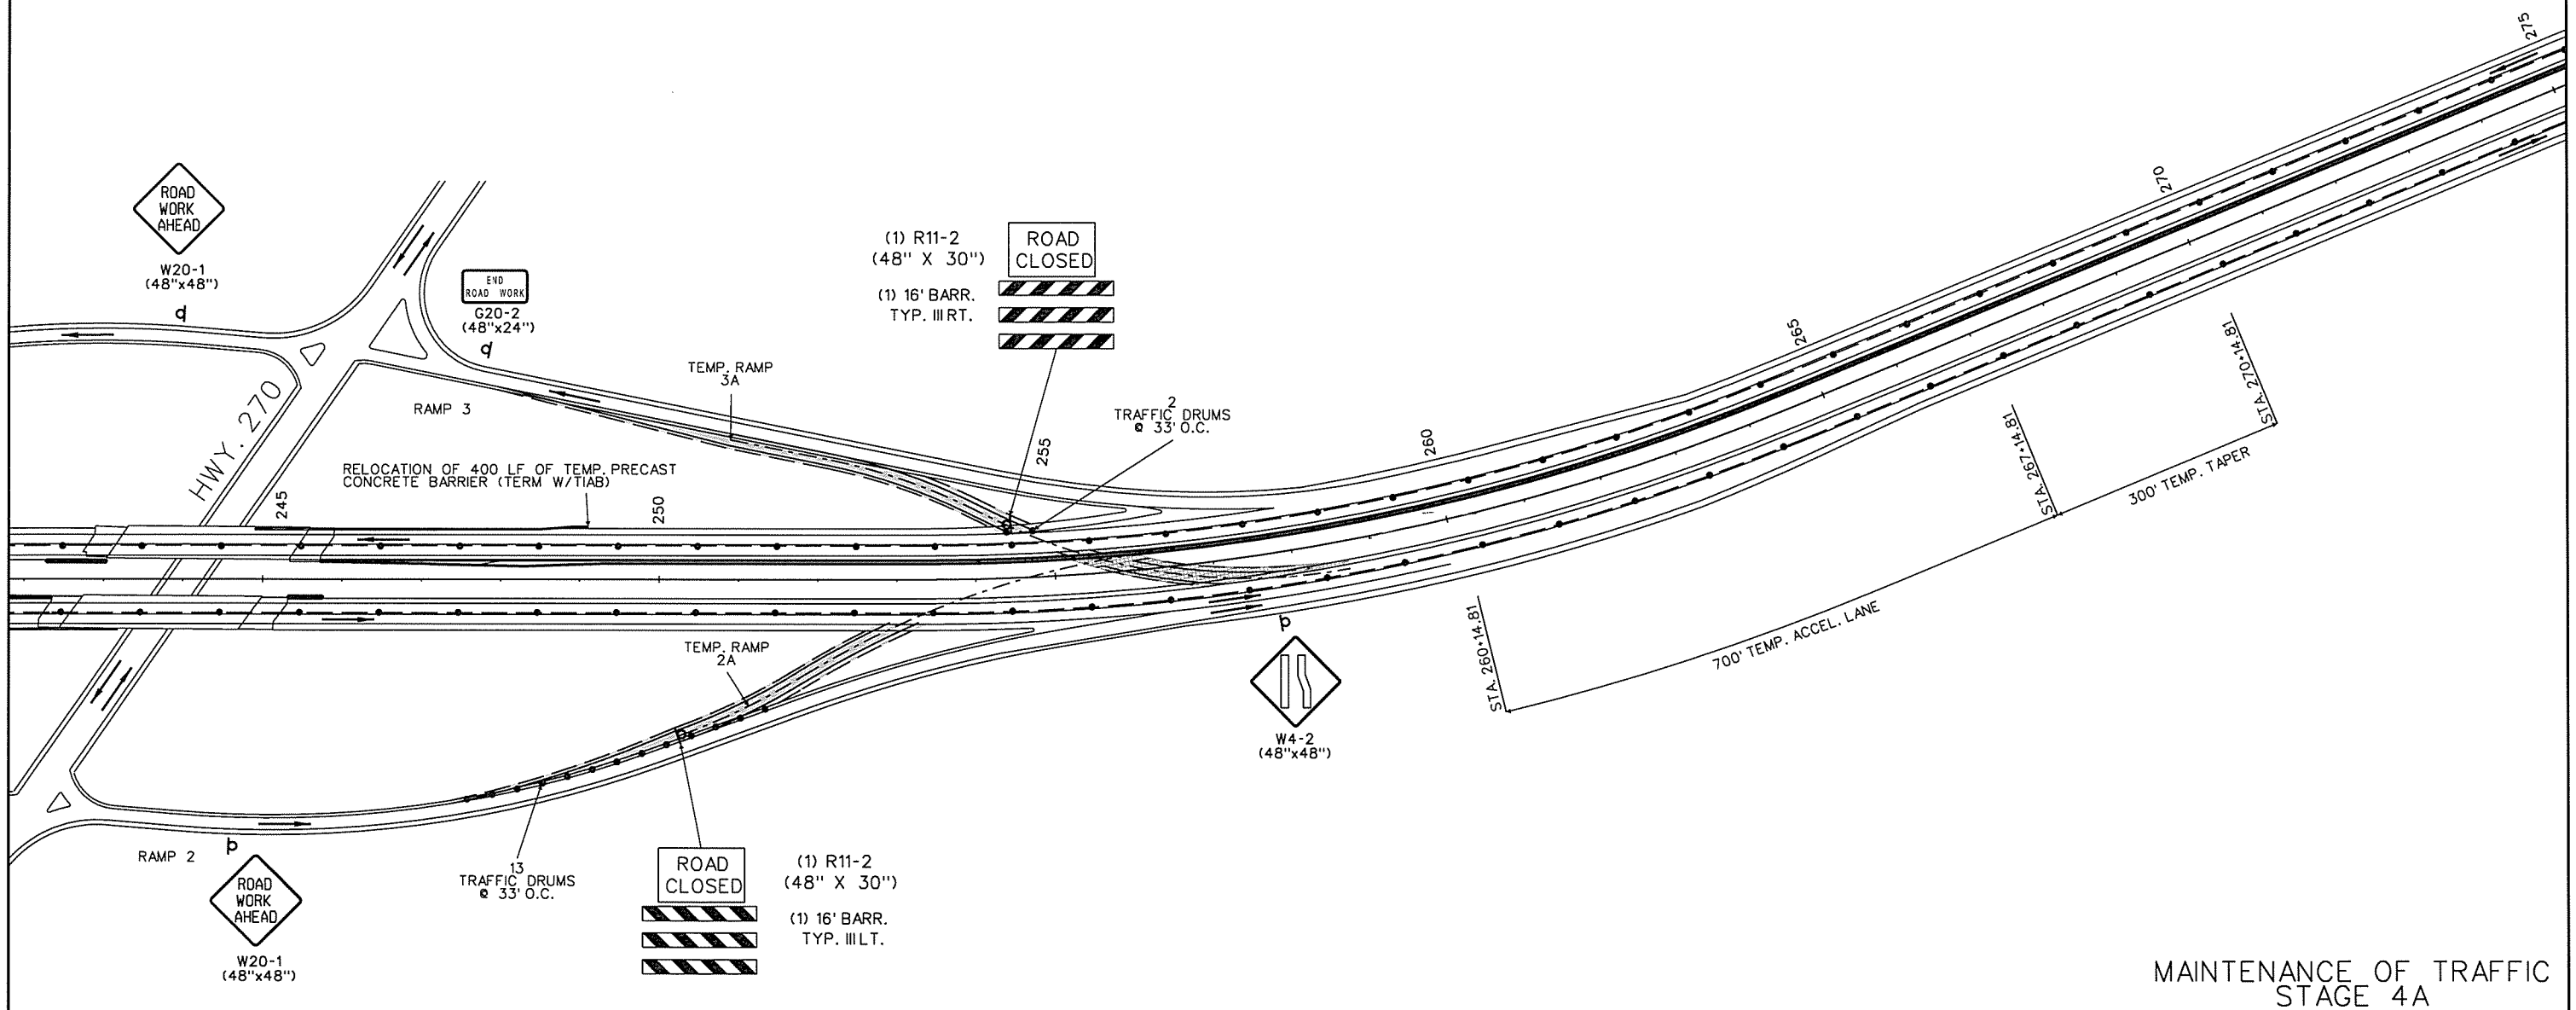 275
ROAD
WORK
AHEAD
W20-1
(48"x48")
END
ROAD WORK
G20-2
(48"x24")
(1) R11-2
(48" X 30")
ROAD
CLOSED
(1) 16' BARR.
TYP. III RT.
270
265
260
255
TEMP. RAMP
3A
RAMP 3
2
TRAFFIC DRUMS
@ 33' O.C.
HWY. 270
RELOCATION OF 400 LF OF TEMP. PRECAST
CONCRETE BARRIER (TERM W/TIAB)
245
250
STA. 270+14.81
STA. 267+14.81
300' TEMP. TAPER
STA. 260+14.81
700' TEMP. ACCEL. LANE
TEMP. RAMP
2A
W4-2
(48"x48")
RAMP 2
ROAD
WORK
AHEAD
W20-1
(48"x48")
13
TRAFFIC DRUMS
@ 33' O.C.
ROAD
CLOSED
(1) R11-2
(48" X 30")
(1) 16' BARR.
TYP. III LT.
MAINTENANCE OF TRAFFIC
STAGE 4A